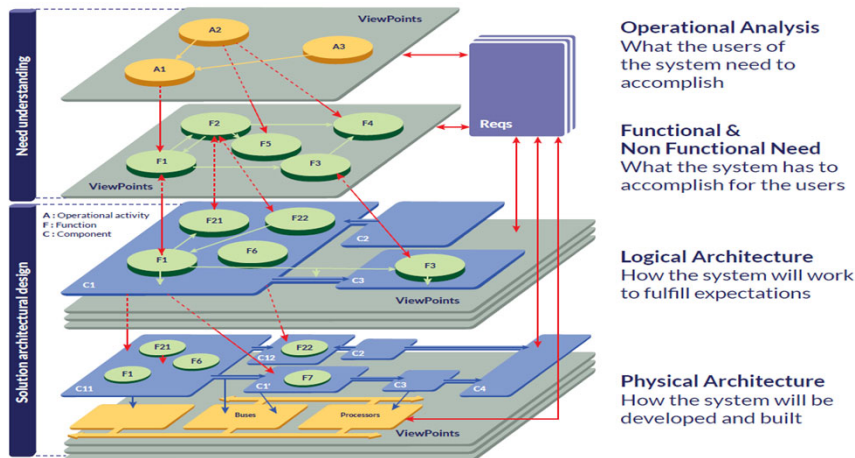 Need understanding
ViewPoints
A2
A3
A1
Reqs
F2
F4
F5
F1
F3
ViewPoints
Operational Analysis
What the users of
the system need to
accomplish
Functional &
Non Functional Need
What the system has to
accomplish for the users
Solution architectural design
A : Operational activity
F : Function
C : Component
F21
F22
C2
F6
F1
F3
C1
C3
ViewPoints
Logical Architecture
How the system will work
to fulfill expectations
F21
F22
C12
C2
F6
F1
F7
C3
C4
C11
C1'
Buses
Processors
ViewPoints
Physical Architecture
How the system will be
developed and built